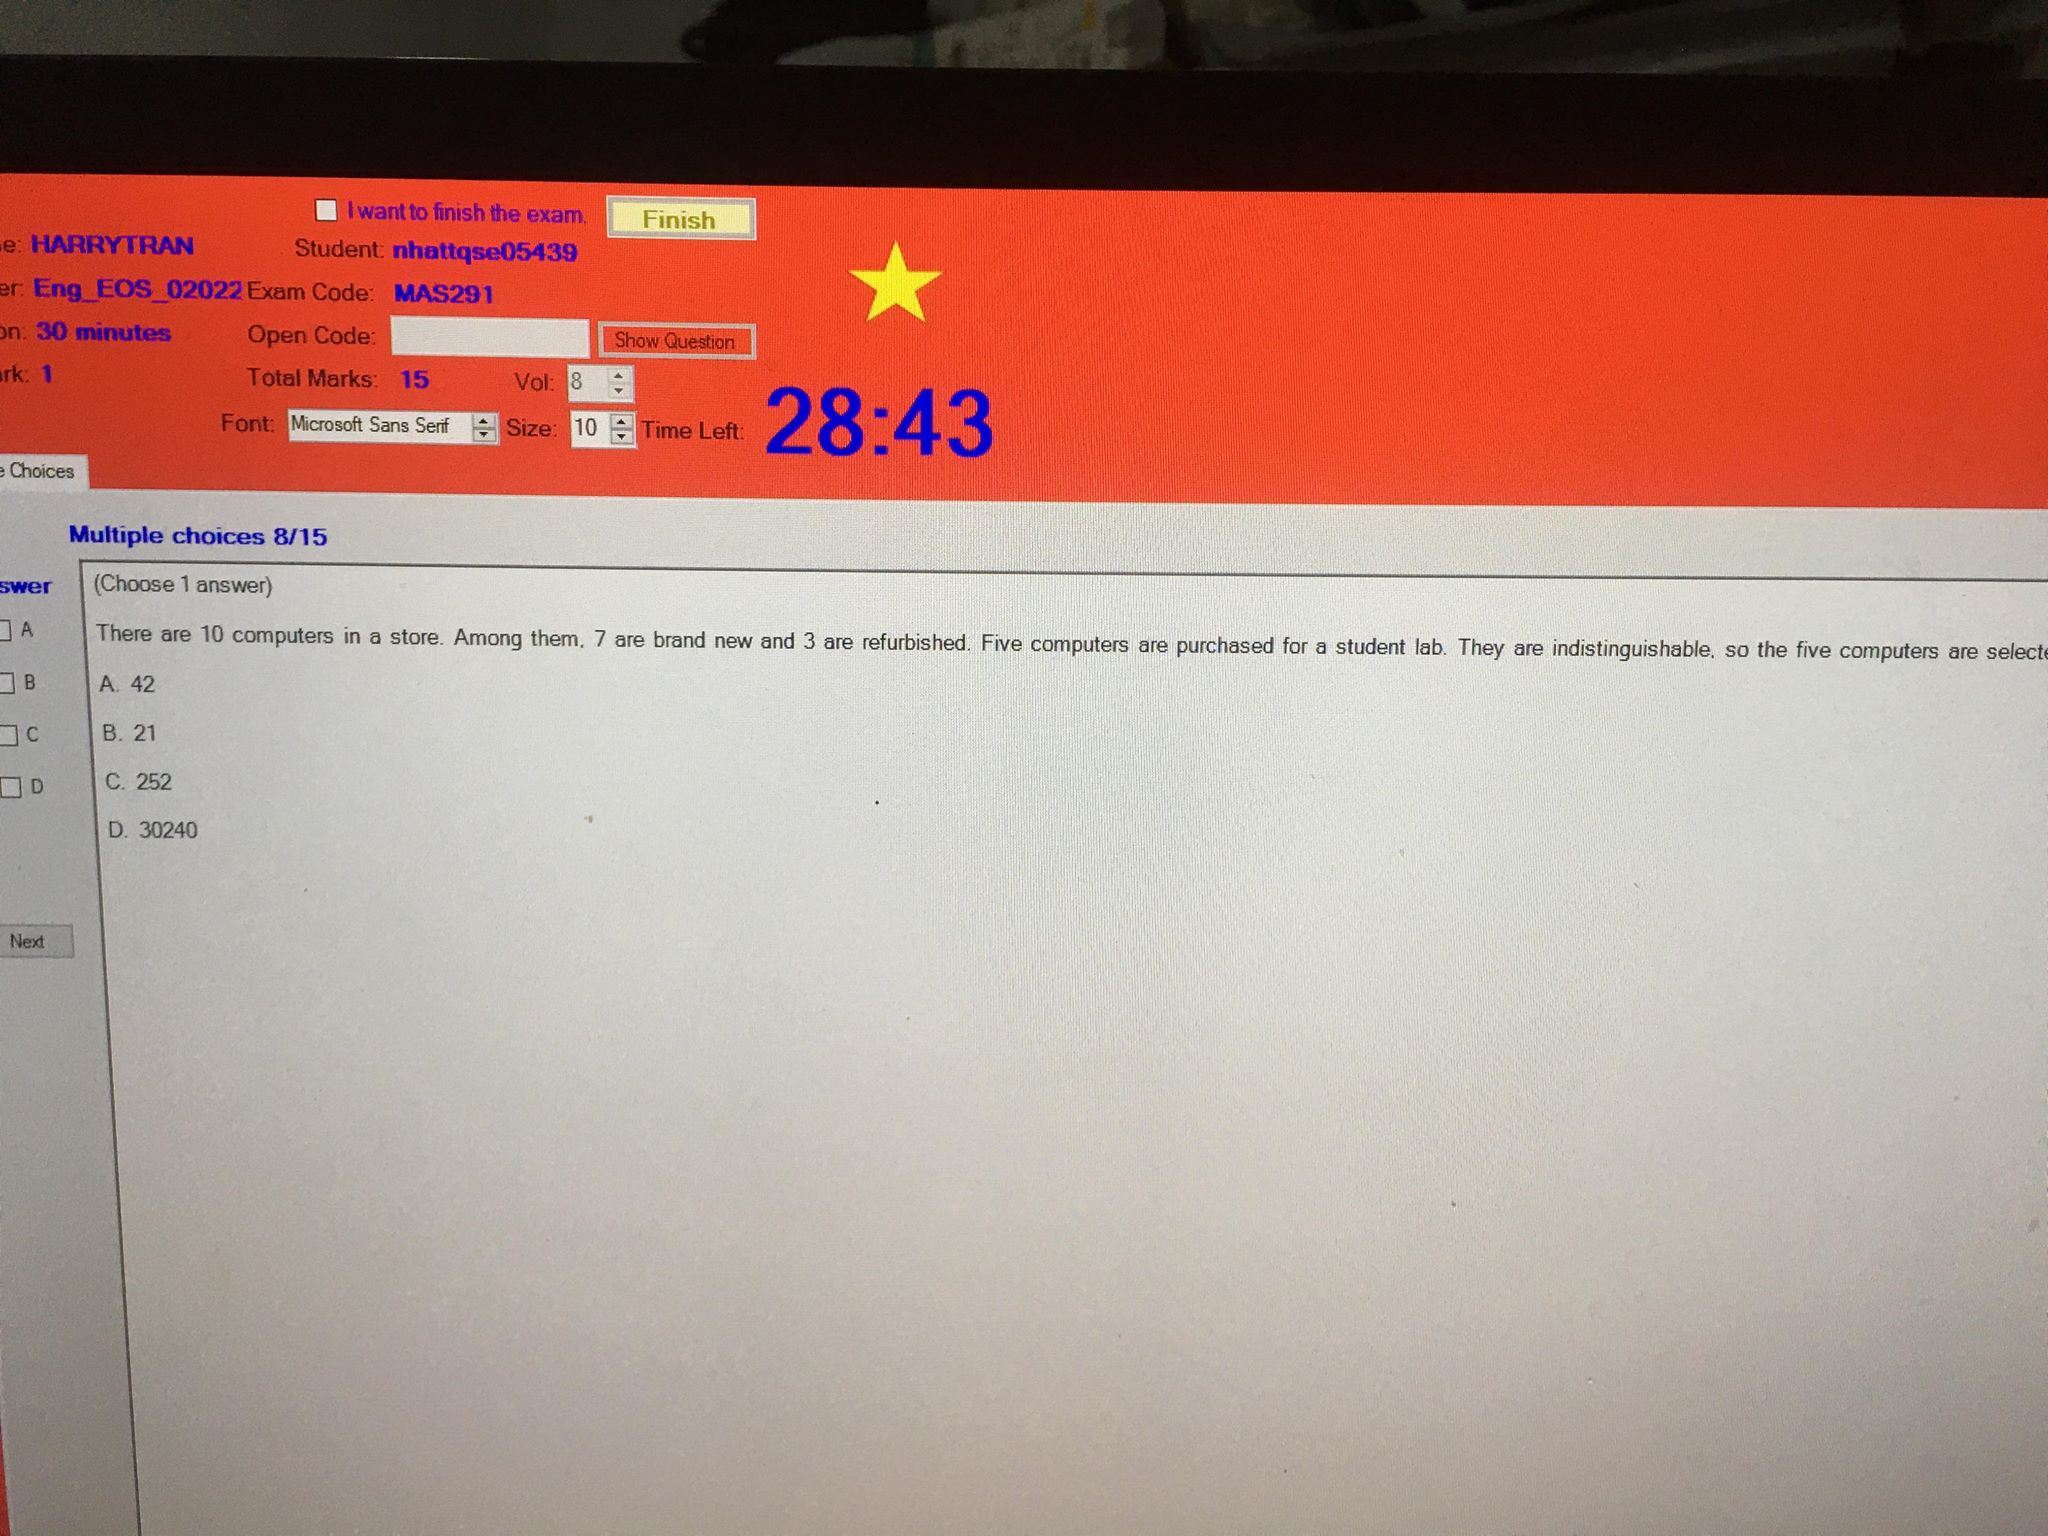 I want to finish the exam. Finish
HARRYTRAN Student: nhattqse05439
Eng_EOS_02022 Exam Code: MAS291
30 minutes Open Code: Show Question
1 Total Marks: 15 Vol: 8
Font: Microsoft Sans Serif Size: 10 Time Left: 28:43
Choices
Multiple choices 8/15
swer
(Choose 1 answer)
There are 10 computers in a store. Among them, 7 are brand new and 3 are refurbished. Five computers are purchased for a student lab. They are indistinguishable, so the five computers are selecte
A
A. 42
B
B. 21
C
C. 252
D
D. 30240
Next